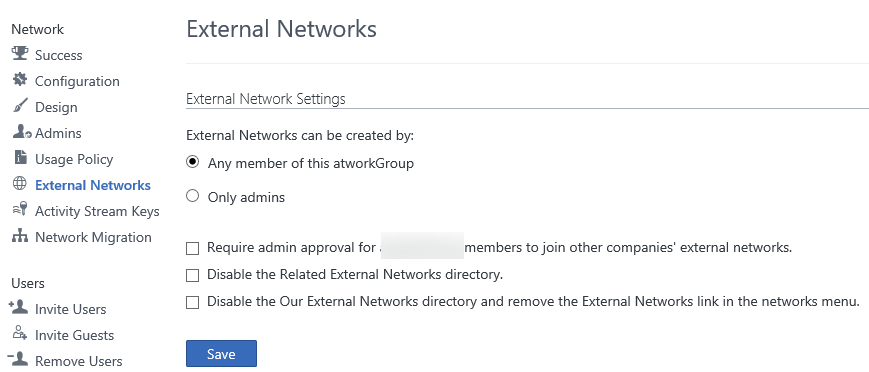 Network
Success
Configuration
Design
Admins
Usage Policy
External Networks
Activity Stream Keys
Network Migration
Users
Invite Users
Invite Guests
Remove Users
External Networks
External Network Settings
External Networks can be created by:
Any member of this atworkGroup
Only admins
Require admin approval for members to join other companies' external networks.
Disable the Related External Networks directory.
Disable the Our External Networks directory and remove the External Networks link in the networks menu.
Save